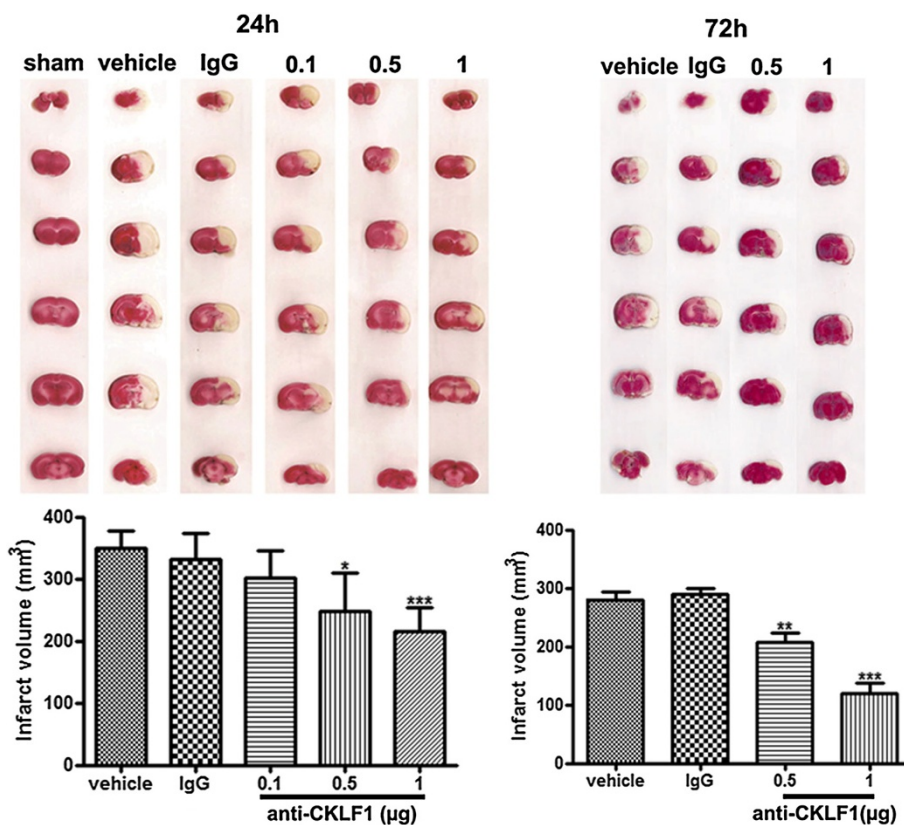 24h
72h
sham vehicle IgG 0.1 0.5 1
vehicle IgG 0.5 1
Infarct volume (mm3)
400
300
200
100
0
*
***
vehicle IgG 0.1 0.5 1
anti-CKLF1 (µg)
Infarct volume (mm3)
400
300
200
100
0
**
***
vehicle IgG 0.5 1
anti-CKLF1(µg)